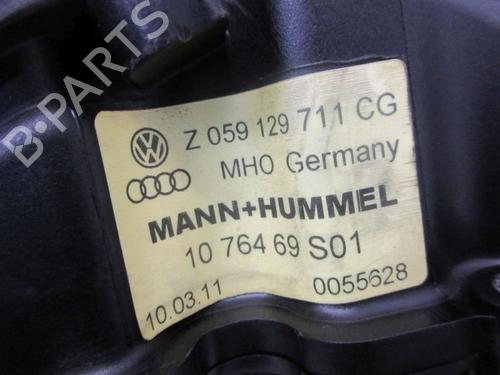 B-PARTS
Z 059 129 711 CG
MHO Germany
MANN+HUMMEL
10 764 69 S01
10.03.11 0055628